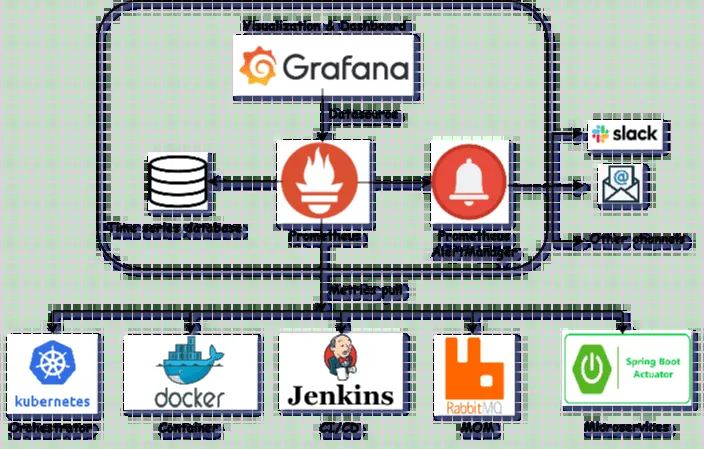 Visualization & Dashboard
Grafana
Datasource
slack
@
Time series database
Prometheus
Prometheus
AlertManager
Other channels
Metrics pull
kubernetes
docker
Jenkins
RabbitMQ
Spring Boot
Actuator
Orchestrator
Container
CI/CD
MOM
Microservices